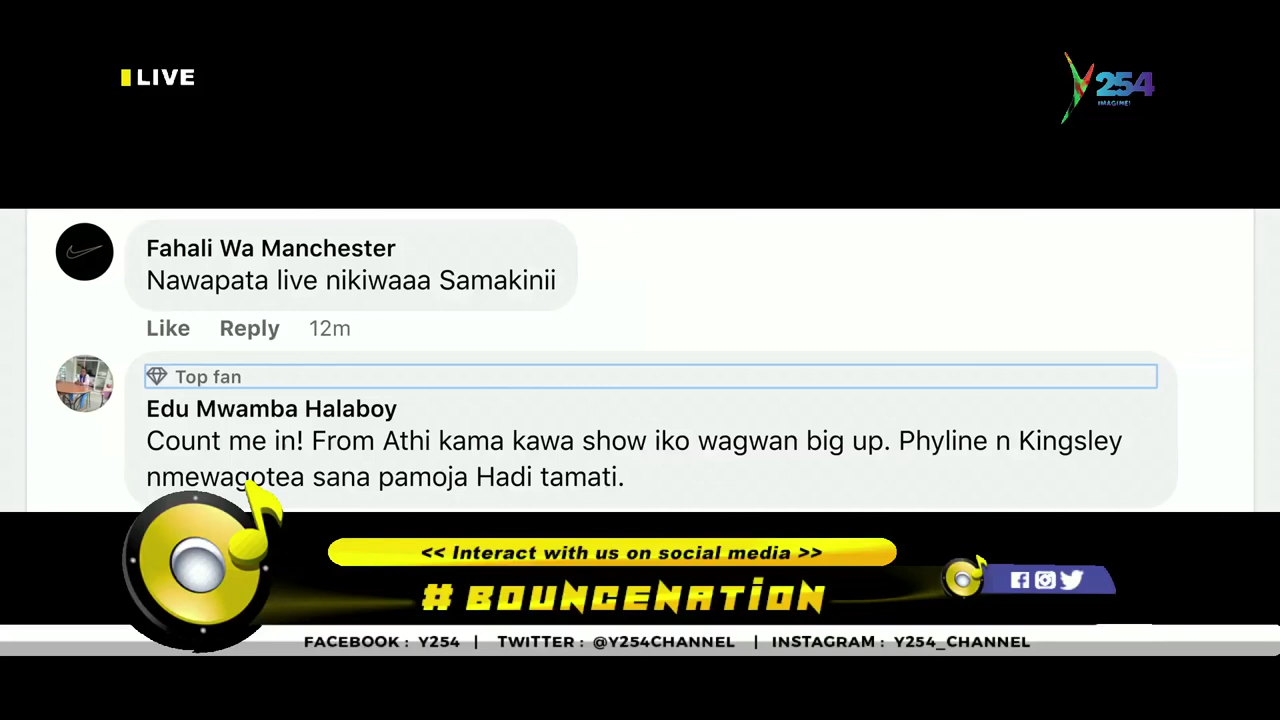 LIVE
Y254
IMAGINE!
Fahali Wa Manchester
Nawapata live nikiwaaa Samakinii
Like Reply 12m
Top fan
Edu Mwamba Halaboy
Count me in! From Athi kama kawa show iko wagwan big up. Phyline n Kingsley
nmewagotea sana pamoja Hadi tamati.
<< Interact with us on social media >>
# BOUNCENATION
FACEBOOK : Y254 | TWITTER : @Y254CHANNEL | INSTAGRAM : Y254_CHANNEL